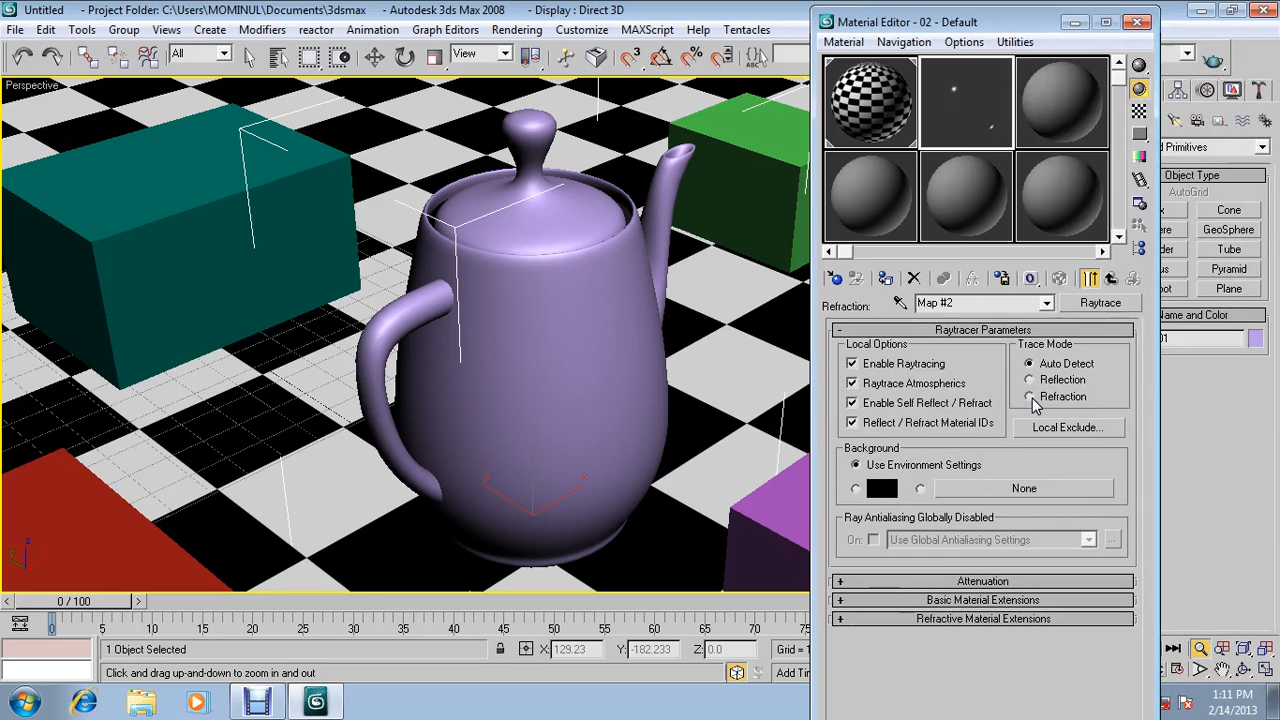 Untitled - Project Folder: C:\Users\MOMINUL\Documents\3dsmax - Autodesk 3ds Max 2008 - Display : Direct 3D
File Edit Tools Group Views Create Modifiers reactor Animation Graph Editors Rendering Customize MAXScript Help Tentacles
All
View
3
%
ABC
Perspective
z
x
y
x
z
Material Editor - 02 - Default
Material Navigation Options Utilities
Refraction:
Map #2
Raytrace
- Raytracer Parameters
Local Options
Enable Raytracing
Raytrace Atmospherics
Enable Self Reflect / Refract
Reflect / Refract Material IDs
Trace Mode
Auto Detect
Reflection
Refraction
Local Exclude...
Background
Use Environment Settings
None
Ray Antialiasing Globally Disabled
On:
Use Global Antialiasing Settings
...
+ Attenuation
+ Basic Material Extensions
+ Refractive Material Extensions
d Primitives
Object Type
AutoGrid
Cone
GeoSphere
Tube
Pyramid
Plane
Name and Color
0 / 100
0 5 10 15 20 25 30 35 40 45 50 55 60 65 70 75
1 Object Selected
X: 129.23
Y: -182.233
Z: 0.0
Grid = 1
Click and drag up-and-down to zoom in and out
Add Tim
1:11 PM
2/14/2013